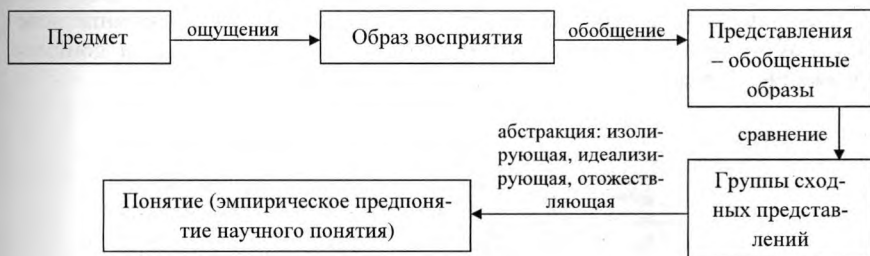 Предмет
ощущения
Образ восприятия
обобщение
Представления
– обобщенные
образы
сравнение
Группы сход-
ных представ-
лений
абстракция: изоли-
рующая, идеализи-
рующая, отожеств-
ляющая
Понятие (эмпирическое предпоня-
тие научного понятия)